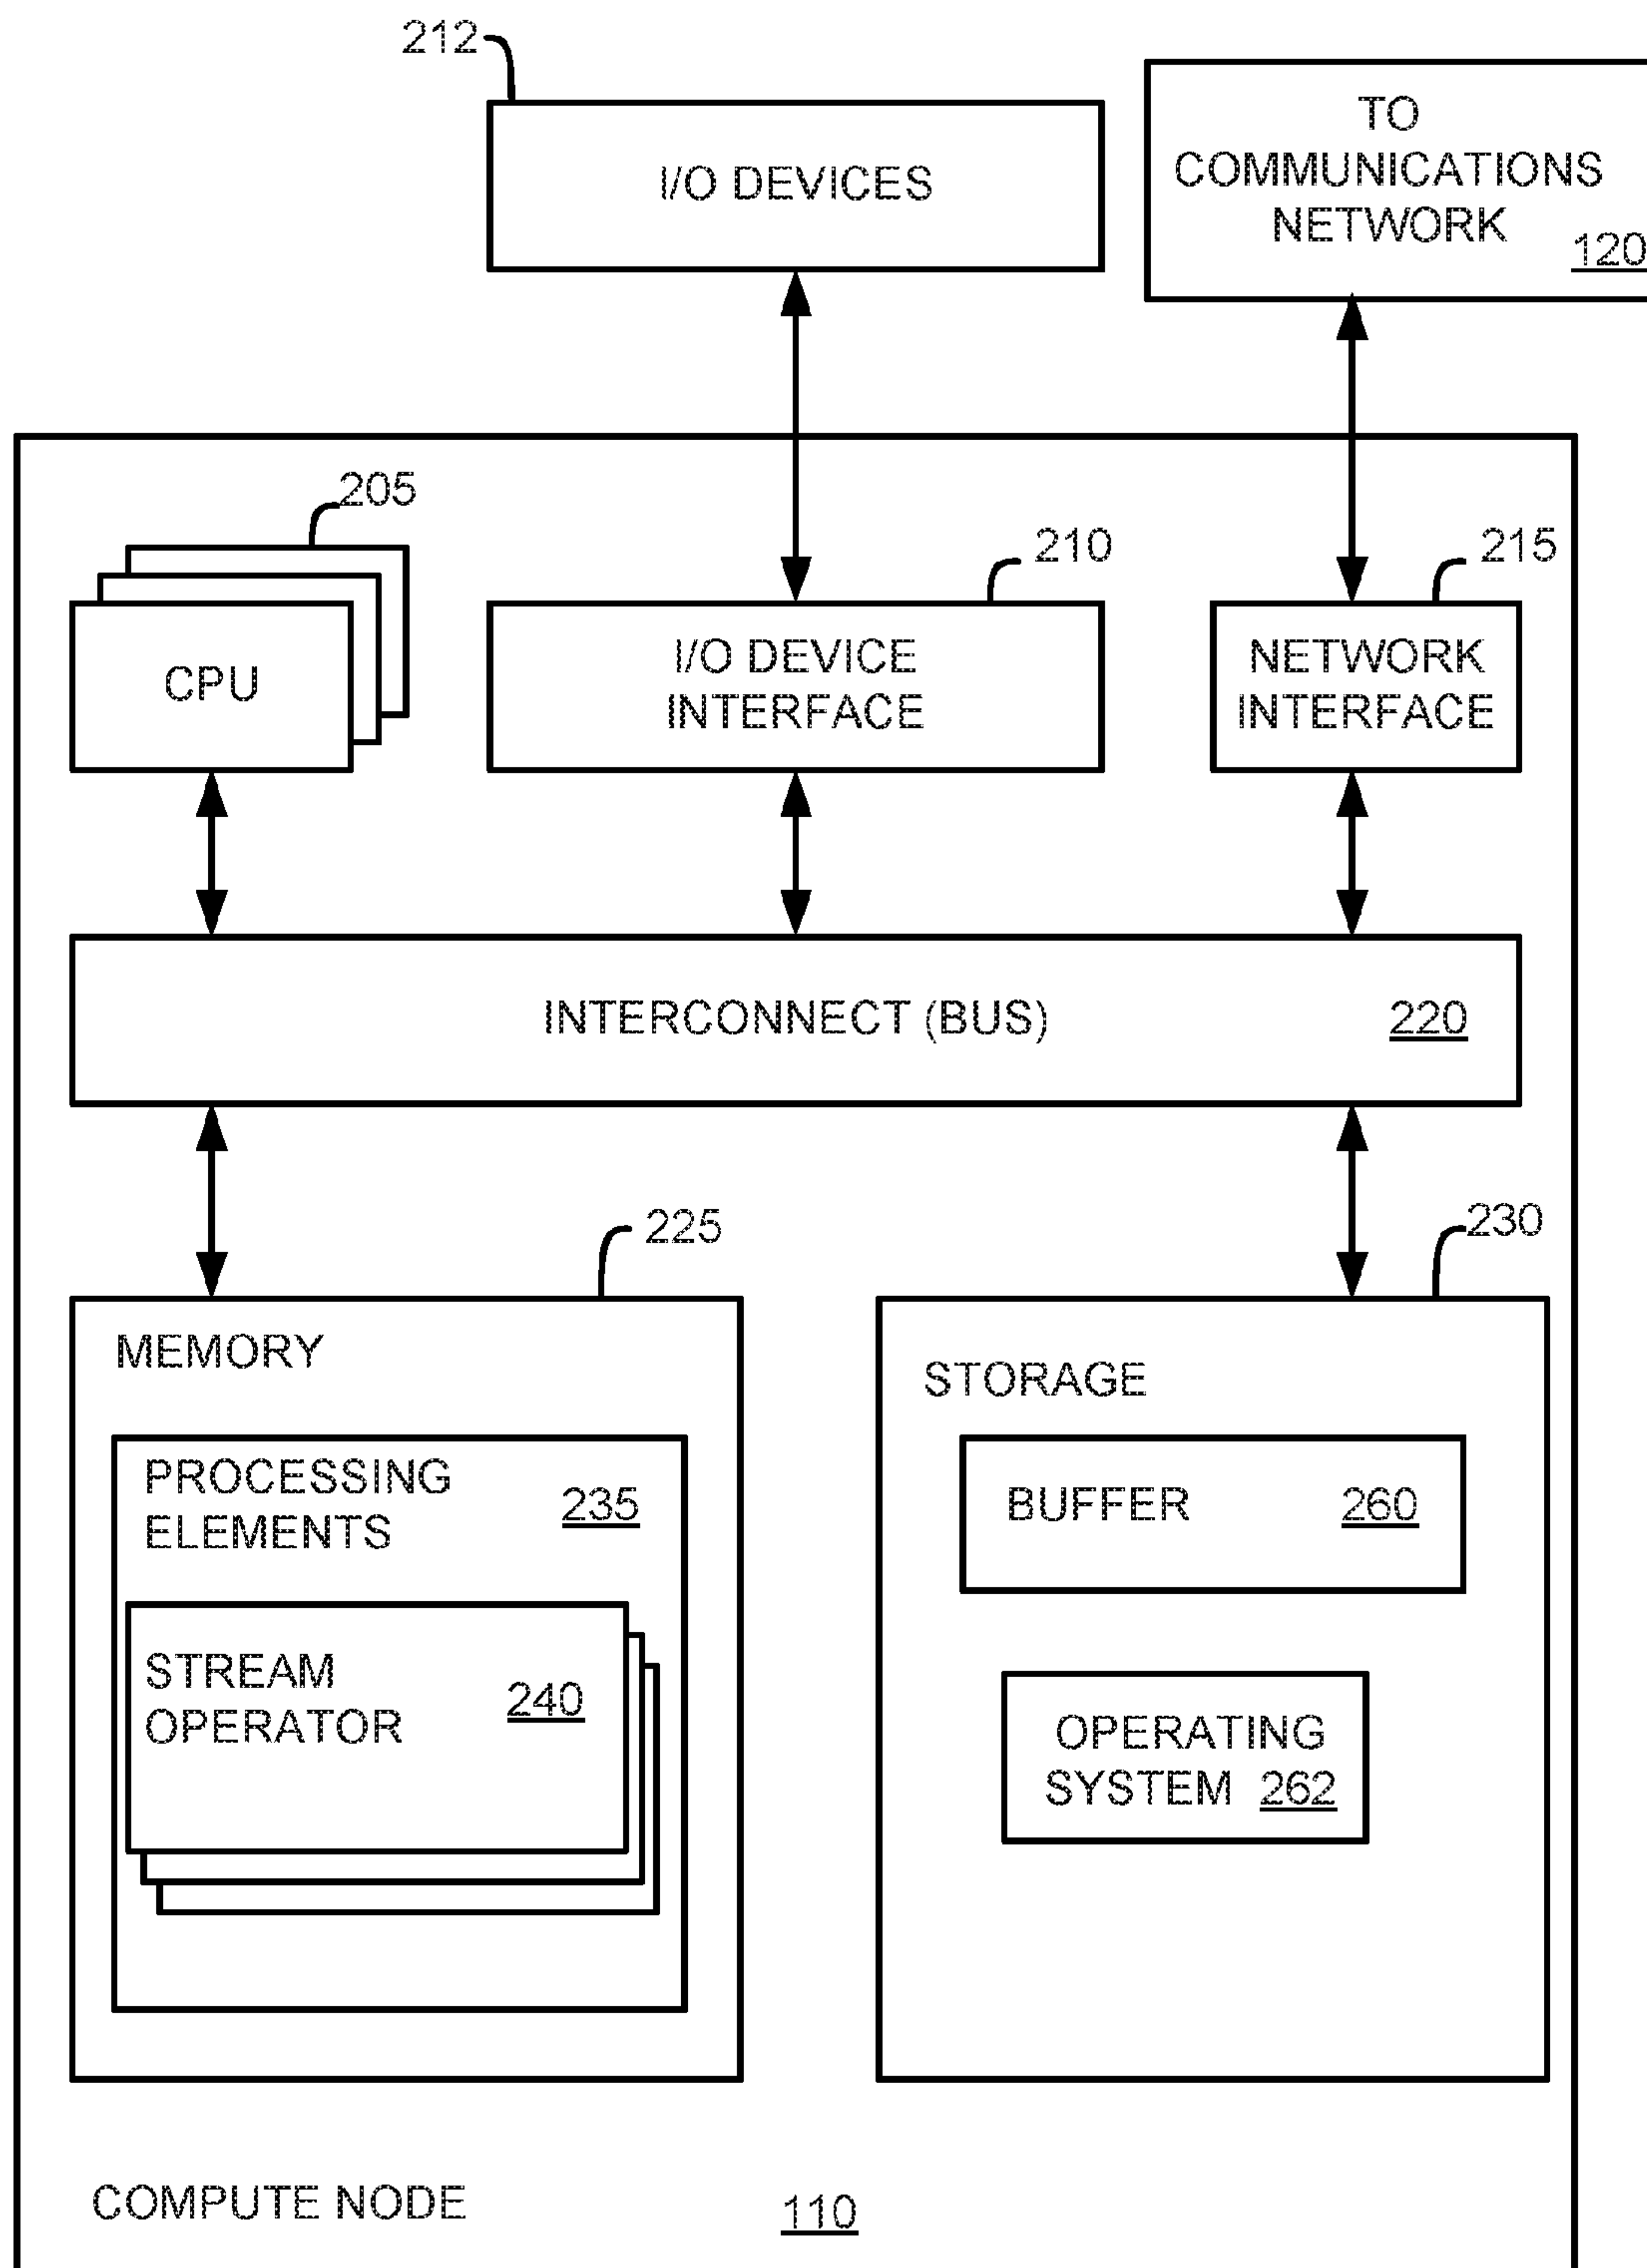 212
I/O DEVICES
TO
COMMUNICATIONS
NETWORK
120
205
210
215
CPU
I/O DEVICE
INTERFACE
NETWORK
INTERFACE
INTERCONNECT (BUS)
220
225
230
MEMORY
STORAGE
PROCESSING
ELEMENTS
235
BUFFER
260
STREAM
OPERATOR
240
OPERATING
SYSTEM 262
COMPUTE NODE
110